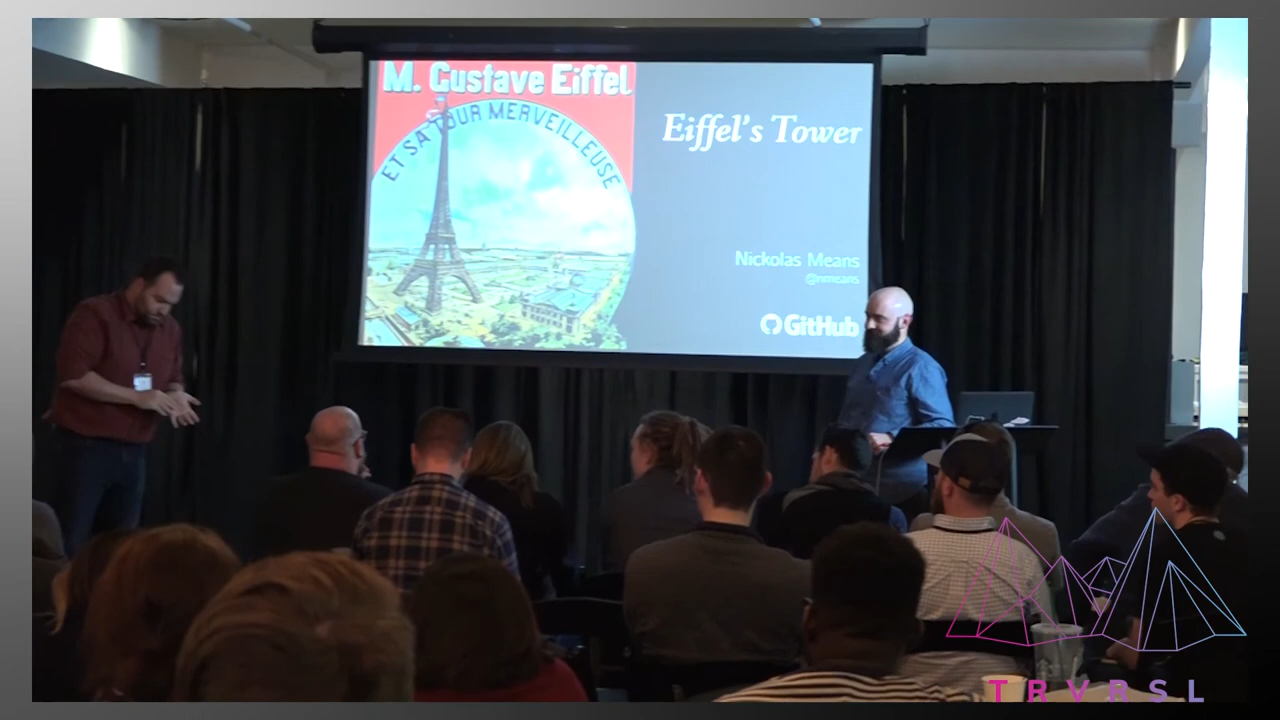 M. Gustave Eiffel
ET SA TOUR MERVEILLEUSE
Eiffel's Tower
Nickolas Means
@nmeans
GitHub
TRVRSL